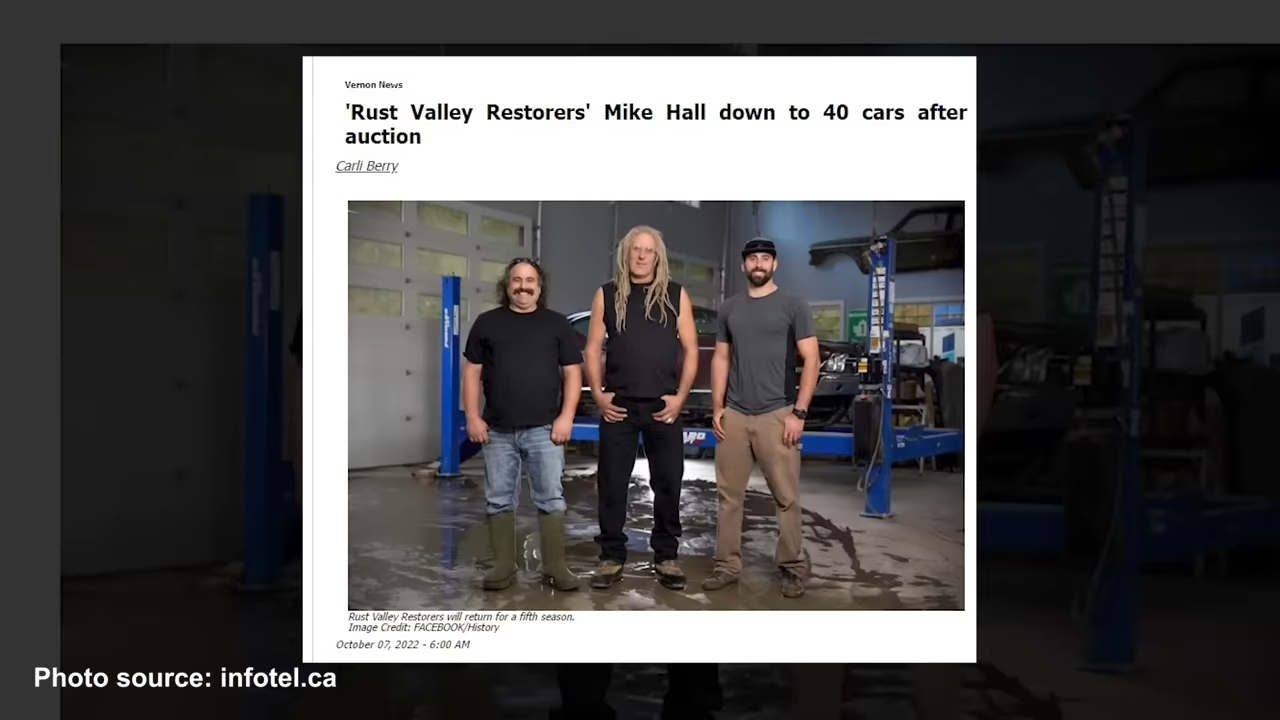 Vernon News
'Rust Valley Restorers' Mike Hall down to 40 cars after
auction
Carli Berry
Rust Valley Restorers will return for a fifth season.
Image Credit: FACEBOOK/History
October 07, 2022 - 6:00 AM
Photo source: infotel.ca